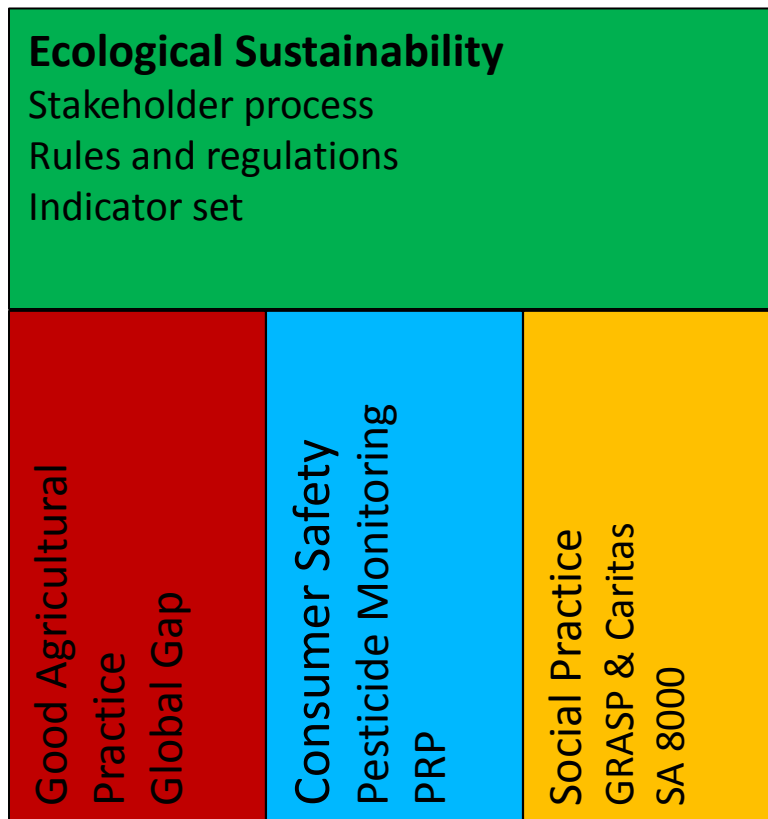 Ecological Sustainability
Stakeholder process
Rules and regulations
Indicator set
Good Agricultural
Practice
Global Gap
Consumer Safety
Pesticide Monitoring
PRP
Social Practice
GRASP & Caritas
SA 8000